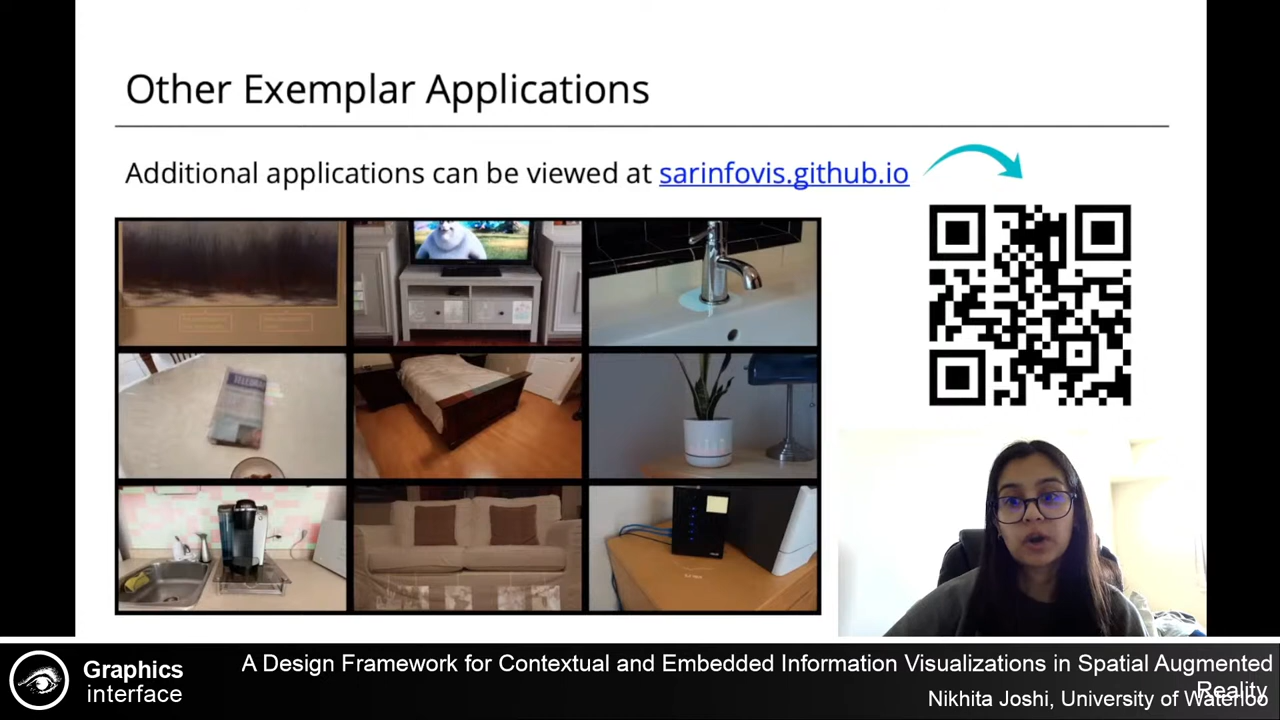 Other Exemplar Applications
Additional applications can be viewed at sarinfovis.github.io
Graphics
interface
A Design Framework for Contextual and Embedded Information Visualizations in Spatial Augmented
Reality
Nikhita Joshi, University of Waterloo